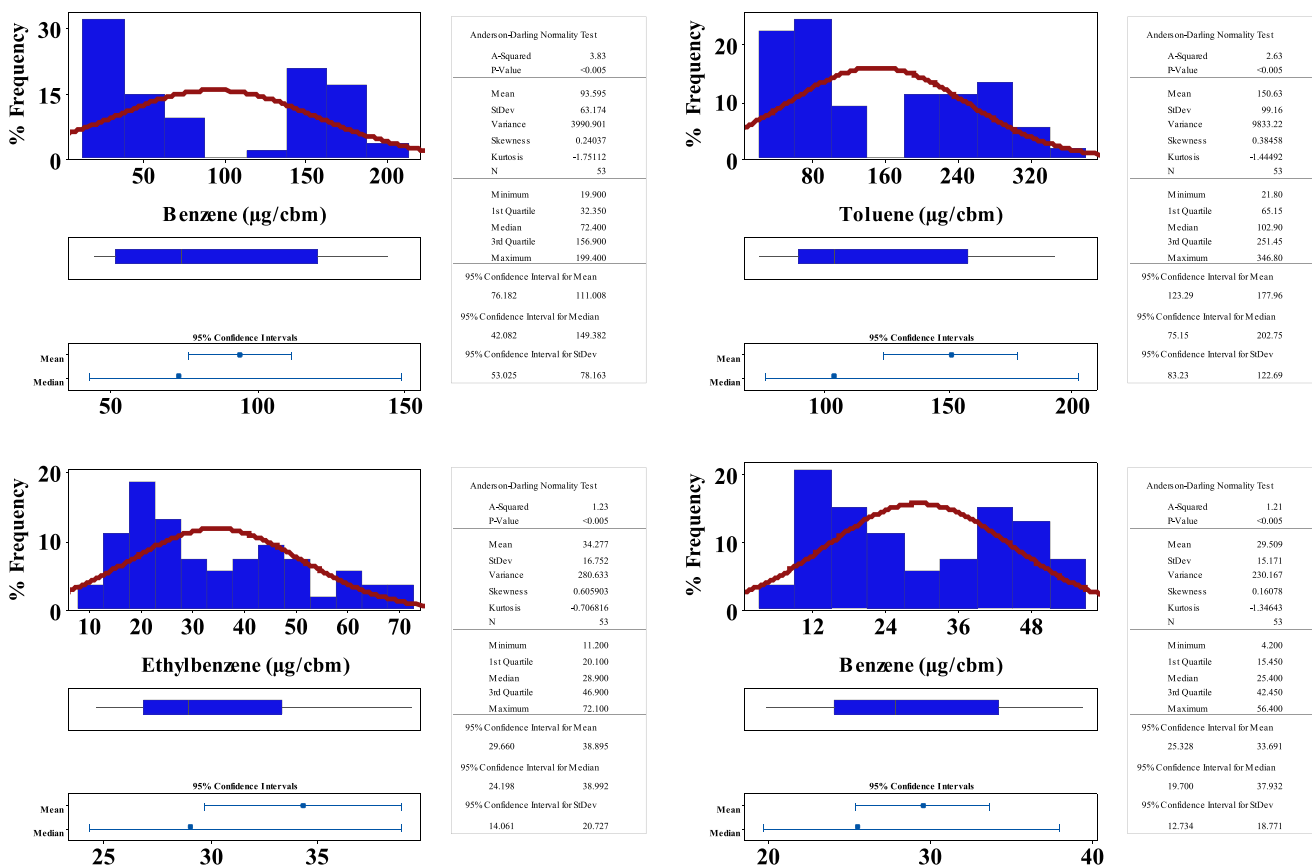 % Frequency
30
15
0
50
100
150
200
Benzene (µg/cbm)
95% Confidence Intervals
Mean
Median
50
100
150
Anderson-Darling Normality Test
A-Squared 3.83
P-Value <0.005
Mean 93.595
StDev 63.174
Variance 3990.901
Skewness 0.24037
Kurtosis -1.75112
N 53
Minimum 19.900
1st Quartile 32.350
Median 72.400
3rd Quartile 156.900
Maximum 199.400
95% Confidence Interval for Mean
76.182 111.008
95% Confidence Interval for Median
42.082 149.382
95% Confidence Interval for StDev
53.025 78.163
% Frequency
20
10
0
80
160
240
320
Toluene (µg/cbm)
95% Confidence Intervals
Mean
Median
100
150
200
Anderson-Darling Normality Test
A-Squared 2.63
P-Value <0.005
Mean 150.63
StDev 99.16
Variance 9833.22
Skewness 0.38458
Kurtosis -1.44492
N 53
Minimum 21.80
1st Quartile 65.15
Median 102.90
3rd Quartile 251.45
Maximum 346.80
95% Confidence Interval for Mean
123.29 177.96
95% Confidence Interval for Median
75.15 202.75
95% Confidence Interval for StDev
83.23 122.69
% Frequency
20
10
0
10
20
30
40
50
60
70
Ethylbenzene (µg/cbm)
95% Confidence Intervals
Mean
Median
25
30
35
Anderson-Darling Normality Test
A-Squared 1.23
P-Value <0.005
Mean 34.277
StDev 16.752
Variance 280.633
Skewness 0.605903
Kurtosis -0.706816
N 53
Minimum 11.200
1st Quartile 20.100
Median 28.900
3rd Quartile 46.900
Maximum 72.100
95% Confidence Interval for Mean
29.660 38.895
95% Confidence Interval for Median
24.198 38.992
95% Confidence Interval for StDev
14.061 20.727
% Frequency
20
10
0
12
24
36
48
Benzene (µg/cbm)
95% Confidence Intervals
Mean
Median
20
30
40
Anderson-Darling Normality Test
A-Squared 1.21
P-Value <0.005
Mean 29.509
StDev 15.171
Variance 230.167
Skewness 0.16078
Kurtosis -1.34643
N 53
Minimum 4.200
1st Quartile 15.450
Median 25.400
3rd Quartile 42.450
Maximum 56.400
95% Confidence Interval for Mean
25.328 33.691
95% Confidence Interval for Median
19.700 37.932
95% Confidence Interval for StDev
12.734 18.771